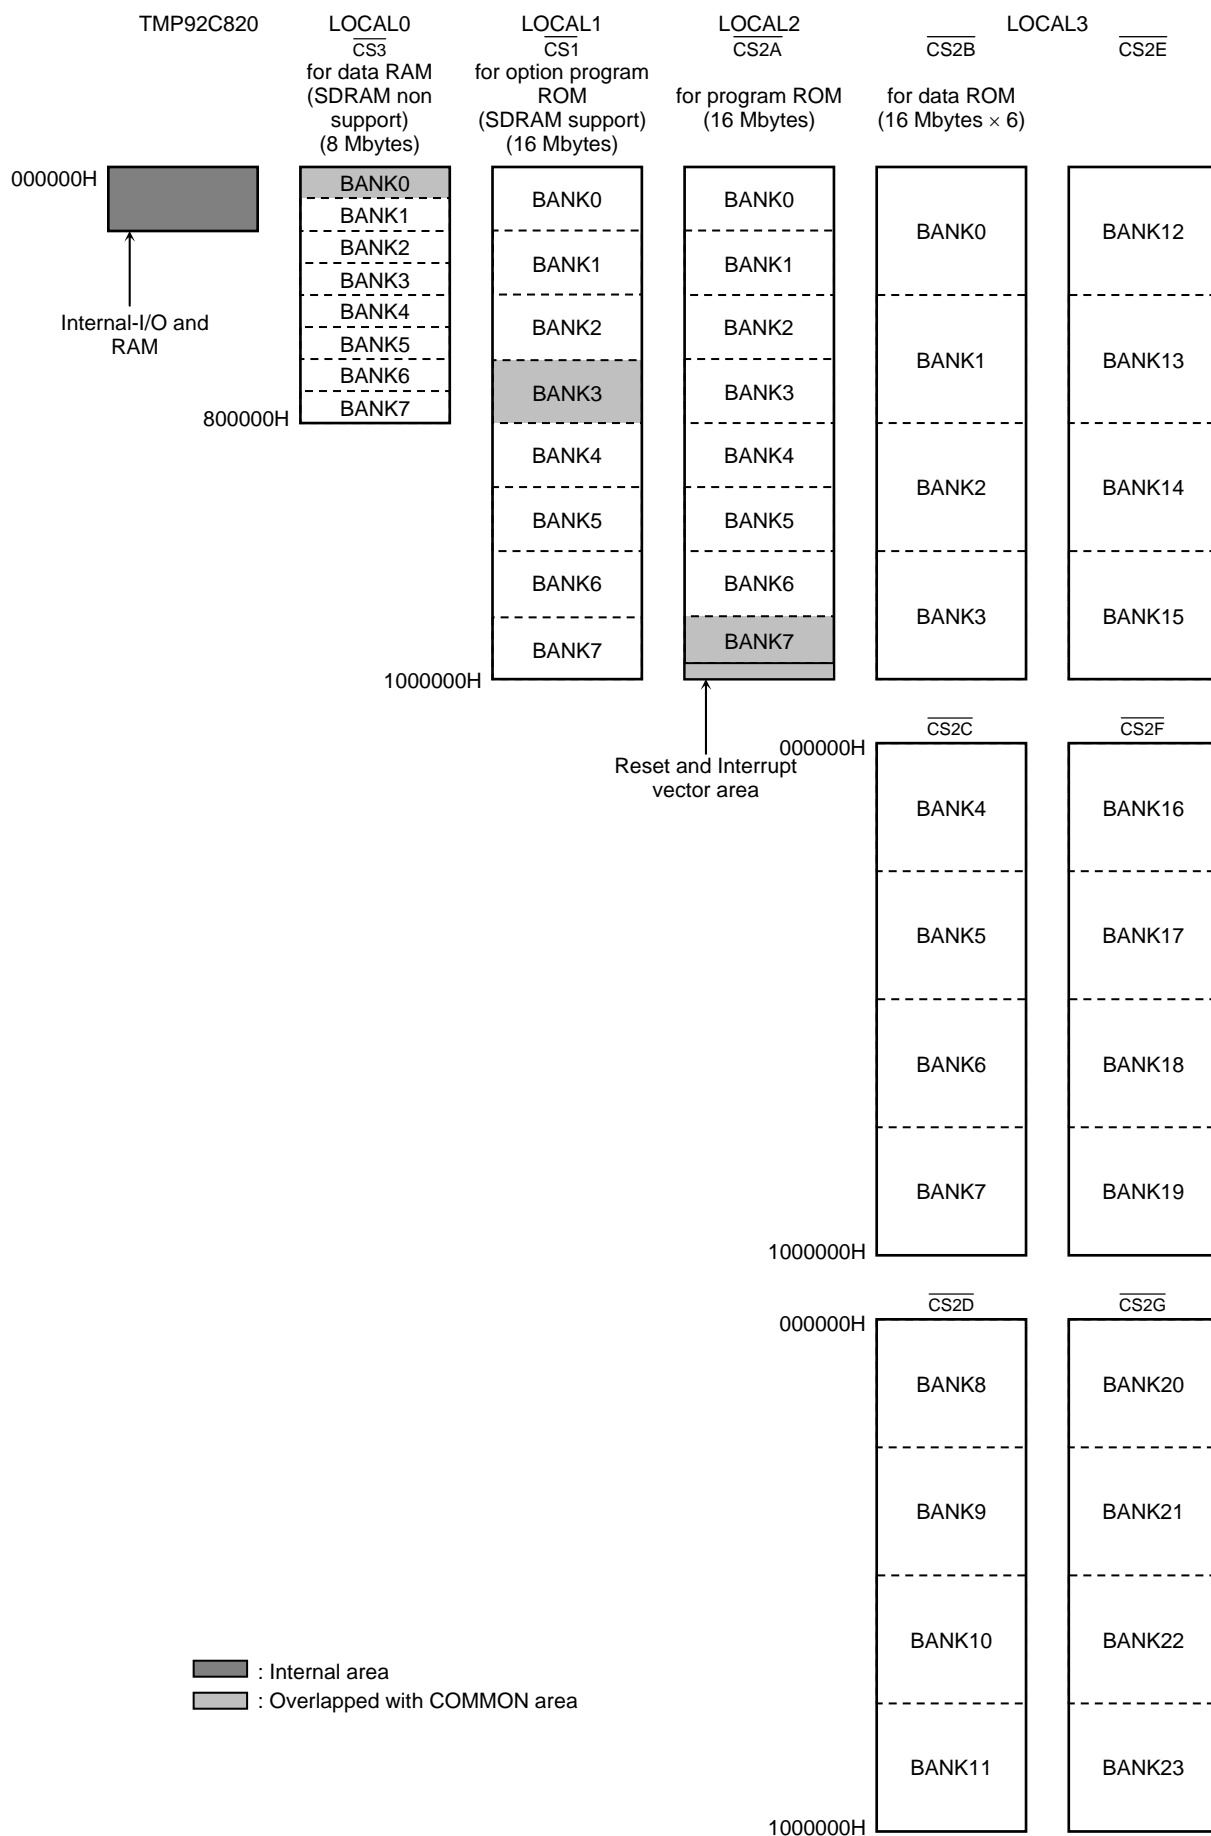 TMP92C820
LOCAL0
CS3
for data RAM
(SDRAM non
support)
(8 Mbytes)
LOCAL1
CS1
for option program
ROM
(SDRAM support)
(16 Mbytes)
LOCAL2
CS2A
for program ROM
(16 Mbytes)
LOCAL3
CS2B
CS2E
for data ROM
(16 Mbytes × 6)
000000H
Internal-I/O and
RAM
BANK0
BANK1
BANK2
BANK3
BANK4
BANK5
BANK6
BANK7
800000H
BANK0
BANK1
BANK2
BANK3
BANK4
BANK5
BANK6
BANK7
1000000H
BANK0
BANK1
BANK2
BANK3
BANK4
BANK5
BANK6
BANK7
Reset and Interrupt
vector area
BANK0
BANK1
BANK2
BANK3
BANK12
BANK13
BANK14
BANK15
CS2C
CS2F
000000H
BANK4
BANK5
BANK6
BANK7
BANK16
BANK17
BANK18
BANK19
1000000H
CS2D
CS2G
000000H
BANK8
BANK9
BANK10
BANK11
BANK20
BANK21
BANK22
BANK23
1000000H
: Internal area
: Overlapped with COMMON area